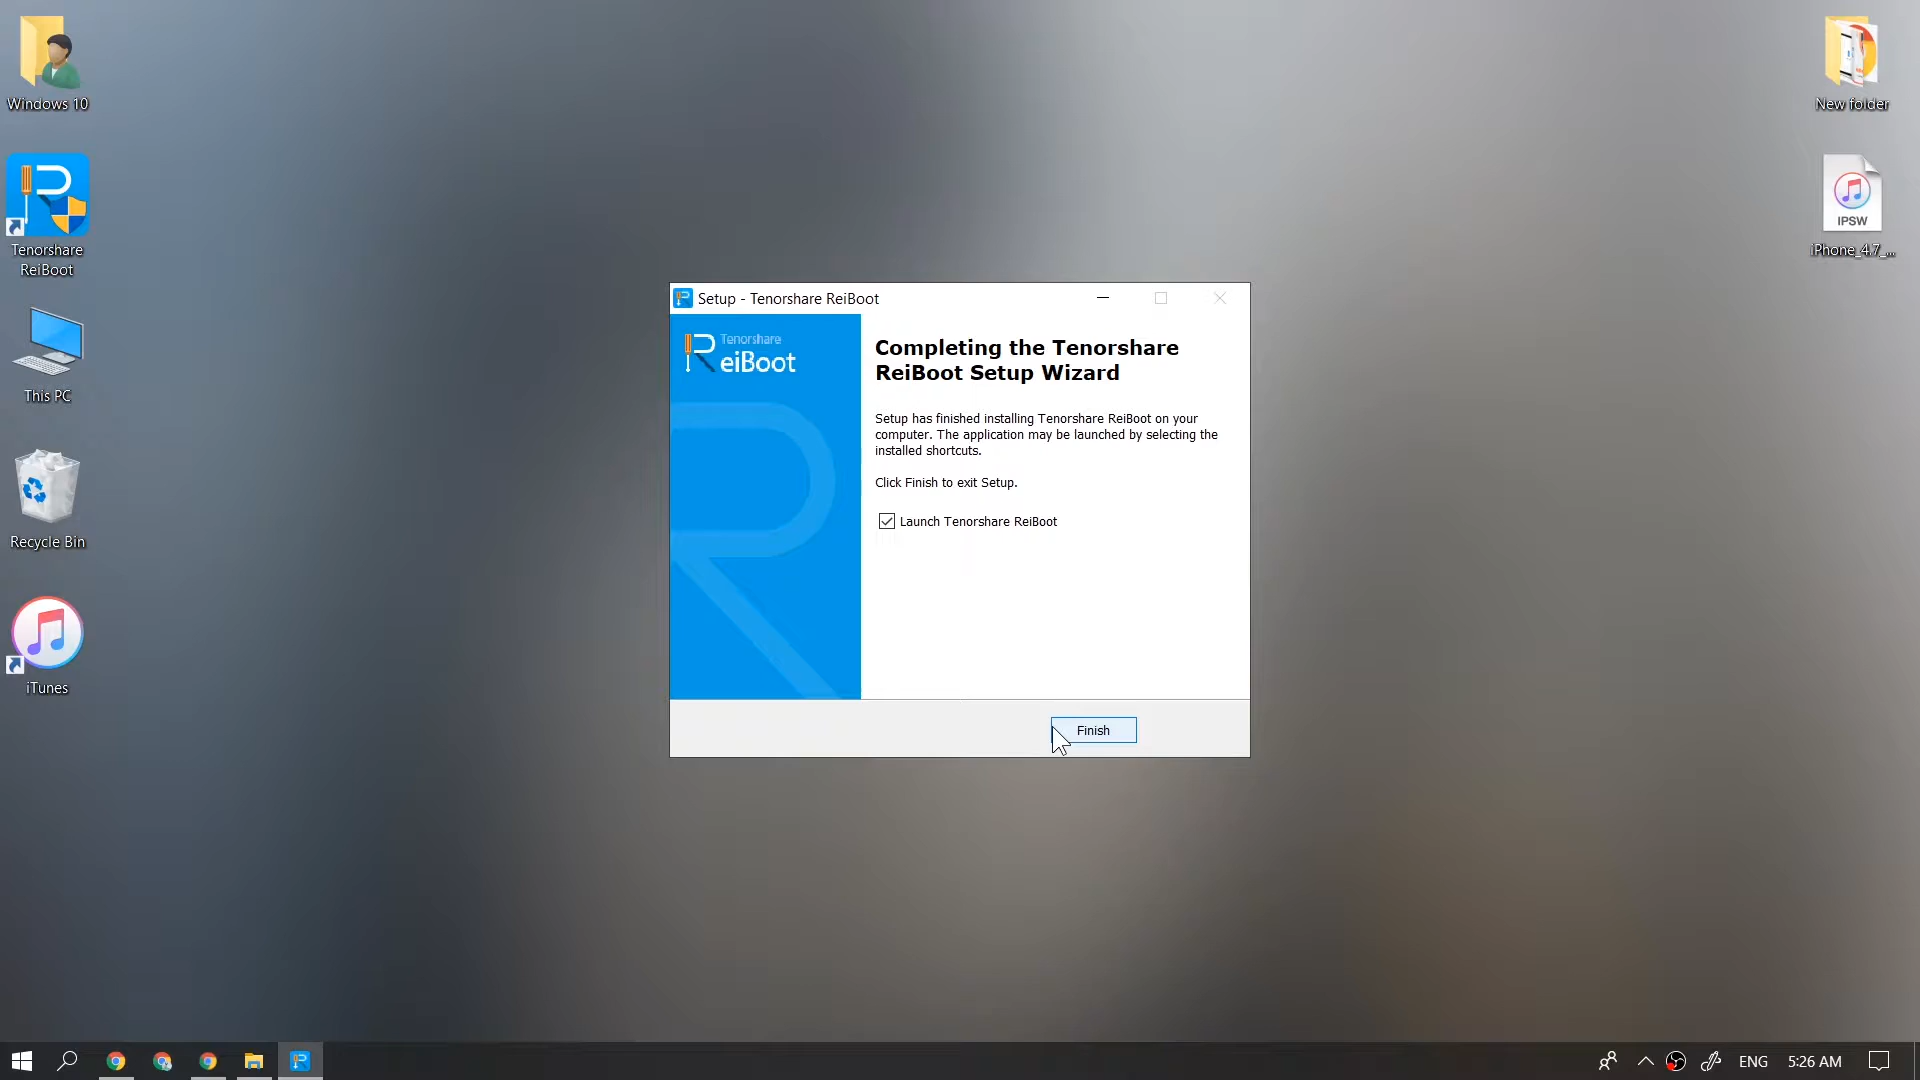 Windows 10
Tenorshare
ReiBoot
This PC
Recycle Bin
iTunes
New folder
IPSW
iPhone_4.7_...
Setup - Tenorshare ReiBoot
Tenorshare
ReiBoot
Completing the Tenorshare
ReiBoot Setup Wizard
Setup has finished installing Tenorshare ReiBoot on your
computer. The application may be launched by selecting the
installed shortcuts.
Click Finish to exit Setup.
Launch Tenorshare ReiBoot
Finish
ENG
5:26 AM